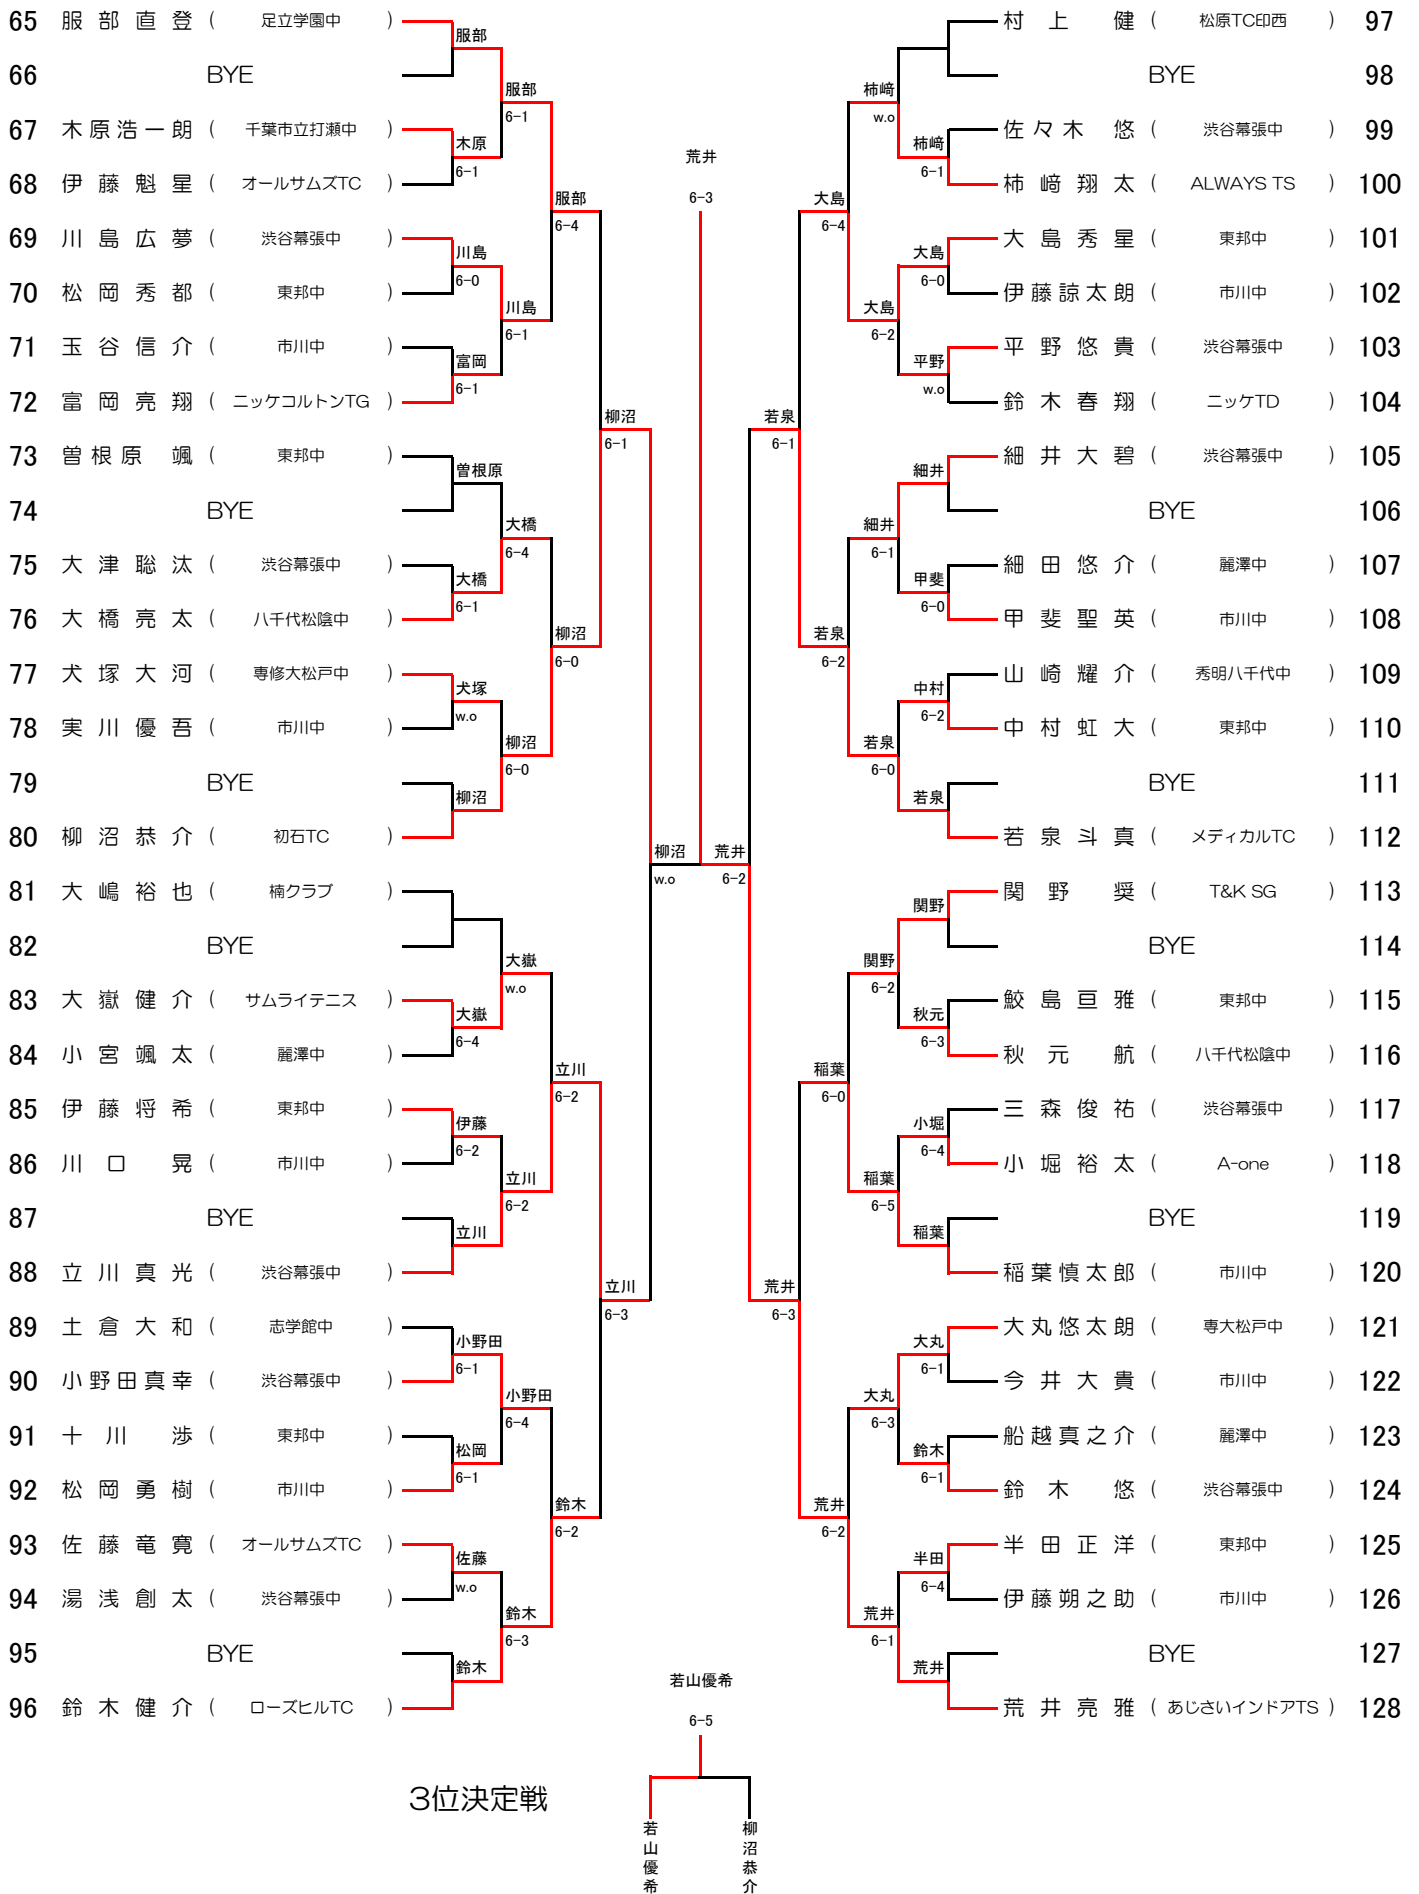 65 服部直登 ( 足立学園中 )
66 BYE
67 木原浩一朗 ( 千葉市立打瀬中 )
68 伊藤魁星 ( オールサムズTC )
69 川島広夢 ( 渋谷幕張中 )
70 松岡秀都 ( 東邦中 )
71 玉谷信介 ( 市川中 )
72 富岡亮翔 ( ニッケコルトンTG )
73 曽根原 颯 ( 東邦中 )
74 BYE
75 大津聡汰 ( 渋谷幕張中 )
76 大橋亮太 ( 八千代松陰中 )
77 犬塚大河 ( 専修大松戸中 )
78 実川優吾 ( 市川中 )
79 BYE
80 柳沼恭介 ( 初石TC )
81 大嶋裕也 ( 楠クラブ )
82 BYE
83 大嶽健介 ( サムライテニス )
84 小宮颯太 ( 麗澤中 )
85 伊藤将希 ( 東邦中 )
86 川口 晃 ( 市川中 )
87 BYE
88 立川真光 ( 渋谷幕張中 )
89 土倉大和 ( 志学館中 )
90 小野田真幸 ( 渋谷幕張中 )
91 十川 渉 ( 東邦中 )
92 松岡勇樹 ( 市川中 )
93 佐藤竜寛 ( オールサムズTC )
94 湯浅創太 ( 渋谷幕張中 )
95 BYE
96 鈴木健介 ( ローズヒルTC )
服部
木原
6-1
川島
6-0
富岡
6-1
曽根原
大橋
6-1
犬塚
w.o
柳沼
大嶽
6-4
伊藤
6-2
立川
小野田
6-1
松岡
6-1
佐藤
w.o
鈴木
服部
6-1
川島
6-1
大橋
6-4
柳沼
6-0
大嶽
w.o
立川
6-2
小野田
6-4
鈴木
6-3
服部
6-4
柳沼
6-0
立川
6-2
鈴木
6-2
柳沼
6-1
立川
6-3
柳沼
w.o
荒井
6-3
荒井
6-2
若泉
6-1
荒井
6-3
大島
6-4
若泉
6-2
稲葉
6-0
荒井
6-2
柿﨑
w.o
大島
6-2
細井
6-1
若泉
6-0
関野
6-2
稲葉
6-5
大丸
6-3
荒井
6-1
柿﨑
6-1
大島
6-0
平野
w.o
細井
甲斐
6-0
中村
6-2
若泉
関野
秋元
6-3
小堀
6-4
稲葉
大丸
6-1
鈴木
6-1
半田
6-4
荒井
村上 健 ( 松原TC印西 ) 97
BYE 98
佐々木 悠 ( 渋谷幕張中 ) 99
柿﨑翔太 ( ALWAYS TS ) 100
大島秀星 ( 東邦中 ) 101
伊藤諒太朗 ( 市川中 ) 102
平野悠貴 ( 渋谷幕張中 ) 103
鈴木春翔 ( ニッケTD ) 104
細井大碧 ( 渋谷幕張中 ) 105
BYE 106
細田悠介 ( 麗澤中 ) 107
甲斐聖英 ( 市川中 ) 108
山崎耀介 ( 秀明八千代中 ) 109
中村虹大 ( 東邦中 ) 110
BYE 111
若泉斗真 ( メディカルTC ) 112
関野 奨 ( T&K SG ) 113
BYE 114
鮫島亘雅 ( 東邦中 ) 115
秋元 航 ( 八千代松陰中 ) 116
三森俊祐 ( 渋谷幕張中 ) 117
小堀裕太 ( A-one ) 118
BYE 119
稲葉慎太郎 ( 市川中 ) 120
大丸悠太朗 ( 専大松戸中 ) 121
今井大貴 ( 市川中 ) 122
船越真之介 ( 麗澤中 ) 123
鈴木 悠 ( 渋谷幕張中 ) 124
半田正洋 ( 東邦中 ) 125
伊藤朔之助 ( 市川中 ) 126
BYE 127
荒井亮雅 ( あじさいインドアTS ) 128
若山優希
6-5
3位決定戦
若山優希
柳沼恭介